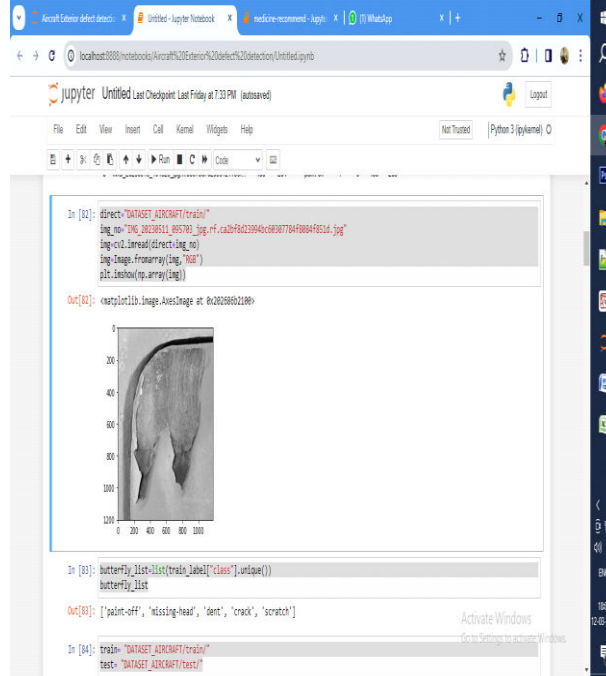 Aircraft Exterior defect detectio
Untitled - Jupyter Notebook
medicine-recommend - Jupyte
(1) WhatsApp
localhost:8888/notebooks/Aircraft%20Exterior%20defect%20detection/Untitled.ipynb
jupyter Untitled Last Checkpoint: Last Friday at 7:33 PM (autosaved)
Logout
File Edit View Insert Cell Kernel Widgets Help
Not Trusted
Python 3 (ipykernel)
Run
Code
In [82]: direct="DATASET_AIRCRAFT/train/"
img=cv2.imread(direct+img_no)
img=Image.fromarray(img,"RGB")
plt.imshow(np.array(img))
Out[82]: <matplotlib.image.AxesImage at 0x202686b2100>
0
200
400
600
800
1000
1200
0 200 400 600 800 1000
In [83]: butterfly_list=list(train_label["class"].unique())
butterfly_list
Out[83]: ['paint-off', 'missing-head', 'dent', 'crack', 'scratch']
Activate Windows
Go to Settings to activate Windows.
In [84]: train= "DATASET_AIRCRAFT/train/"
test= "DATASET_AIRCRAFT/test/"